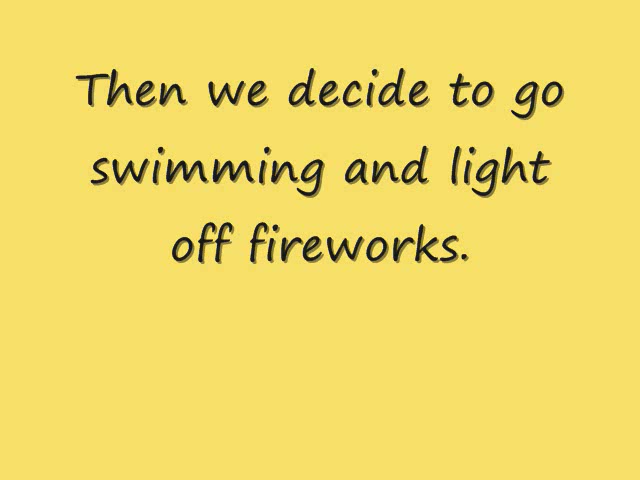 Then we decide to go
swimming and light
off fireworks.